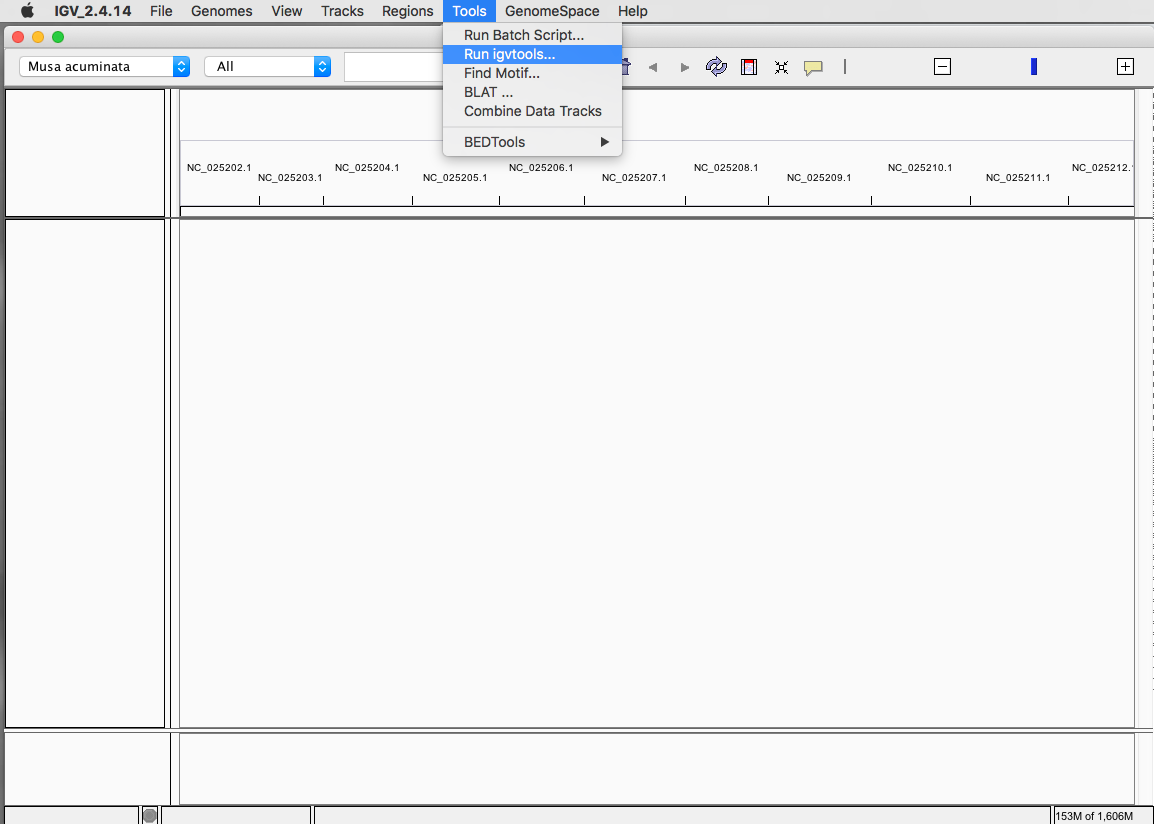 IGV_2.4.14 File Genomes View Tracks Regions Tools GenomeSpace Help
Run Batch Script...
Run igvtools...
Find Motif...
BLAT ...
Combine Data Tracks
BEDTools
Musa acuminata All
NC_025202.1 NC_025204.1 NC_025206.1 NC_025208.1 NC_025210.1 NC_025212.
NC_025203.1 NC_025205.1 NC_025207.1 NC_025209.1 NC_025211.1
153M of 1,606M